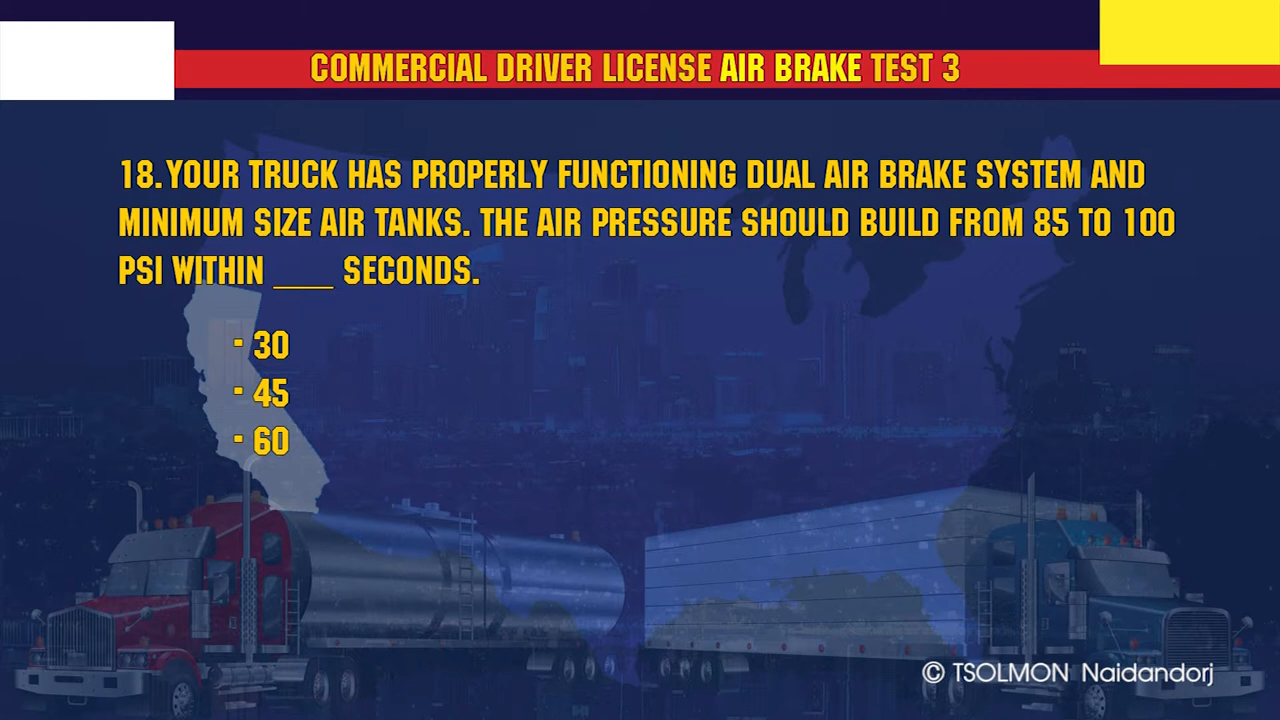 COMMERCIAL DRIVER LICENSE AIR BRAKE TEST 3
18.YOUR TRUCK HAS PROPERLY FUNCTIONING DUAL AIR BRAKE SYSTEM AND
MINIMUM SIZE AIR TANKS. THE AIR PRESSURE SHOULD BUILD FROM 85 TO 100
PSI WITHIN ___ SECONDS.
▪ 30
▪ 45
▪ 60
© TSOLMON Naidandorj